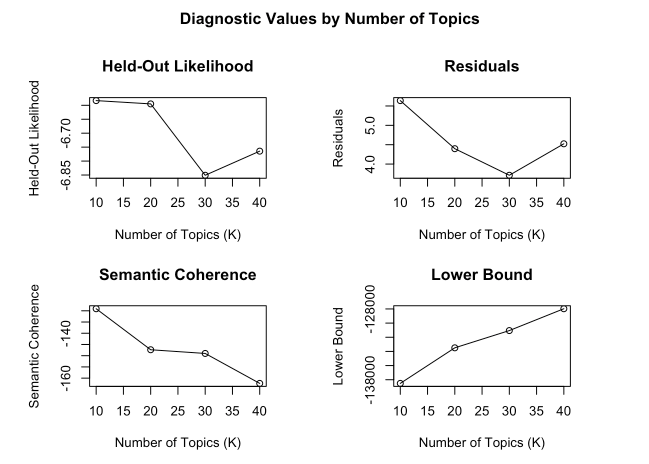 Diagnostic Values by Number of Topics
Held-Out Likelihood
Held-Out Likelihood
-6.70
-6.85
10 15 20 25 30 35 40
Number of Topics (K)
Residuals
Residuals
5.0
4.0
10 15 20 25 30 35 40
Number of Topics (K)
Semantic Coherence
Semantic Coherence
-140
-160
10 15 20 25 30 35 40
Number of Topics (K)
Lower Bound
Lower Bound
-128000
-138000
10 15 20 25 30 35 40
Number of Topics (K)